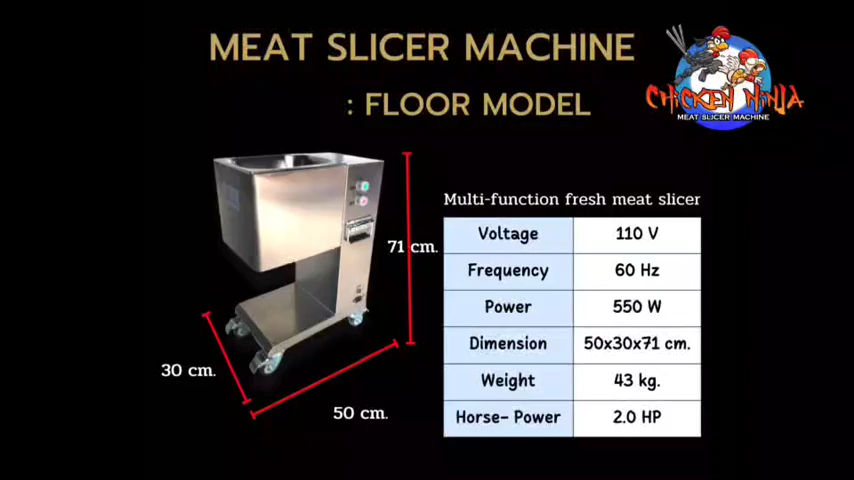 MEAT SLICER MACHINE
: FLOOR MODEL
CHICKEN NINJA
MEAT SLICER MACHINE
71 cm.
30 cm.
50 cm.
Multi-function fresh meat slicer
Voltage 110 V
Frequency 60 Hz
Power 550 W
Dimension 50x30x71 cm.
Weight 43 kg.
Horse- Power 2.0 HP